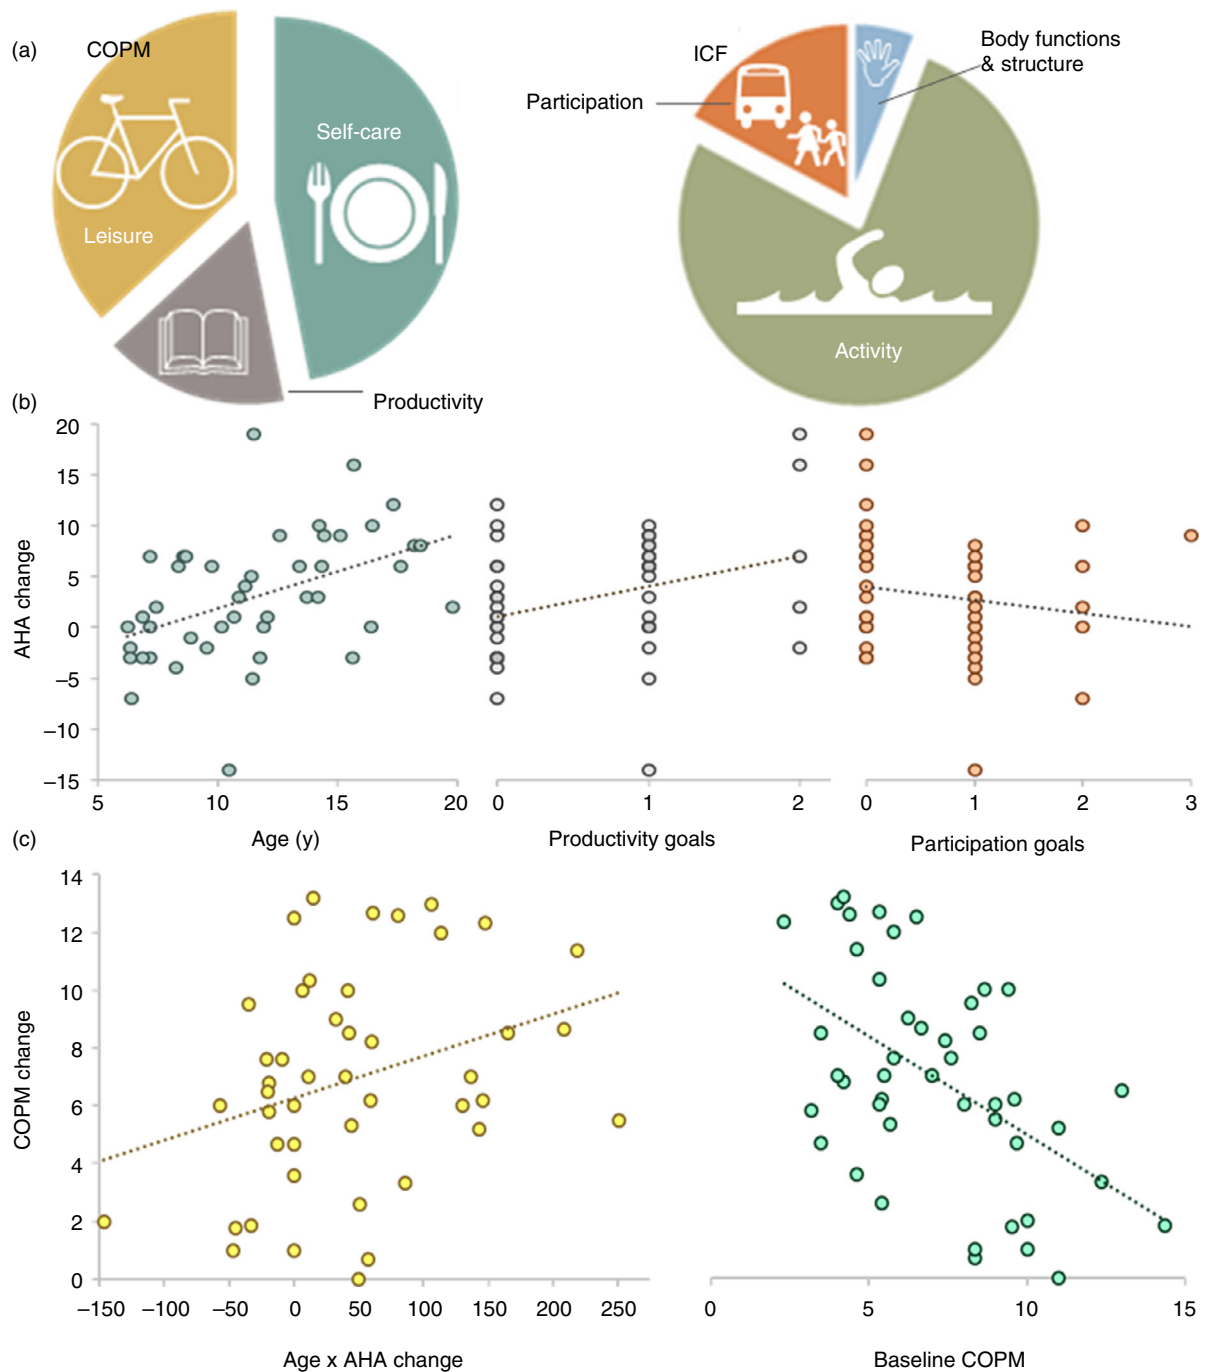 (a)
COPM
Self-care
Leisure
Productivity
ICF
Participation
Body functions
& structure
Activity
(b)
AHA change
20
15
10
5
0
−5
−10
−15
5 10 15 20
Age (y)
0 1 2
Productivity goals
0 1 2 3
Participation goals
(c)
COPM change
14
12
10
8
6
4
2
0
−150 −100 −50 0 50 100 150 200 250
Age x AHA change
0 5 10 15
Baseline COPM